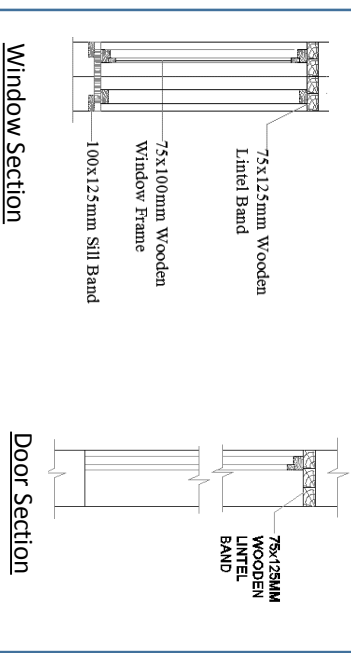 75x125mm Wooden
Lintel Band
75x100mm Wooden
Window Frame
100x125mm Sill Band
Window Section
75x125MM
WOODEN
LINTEL
BAND
Door Section